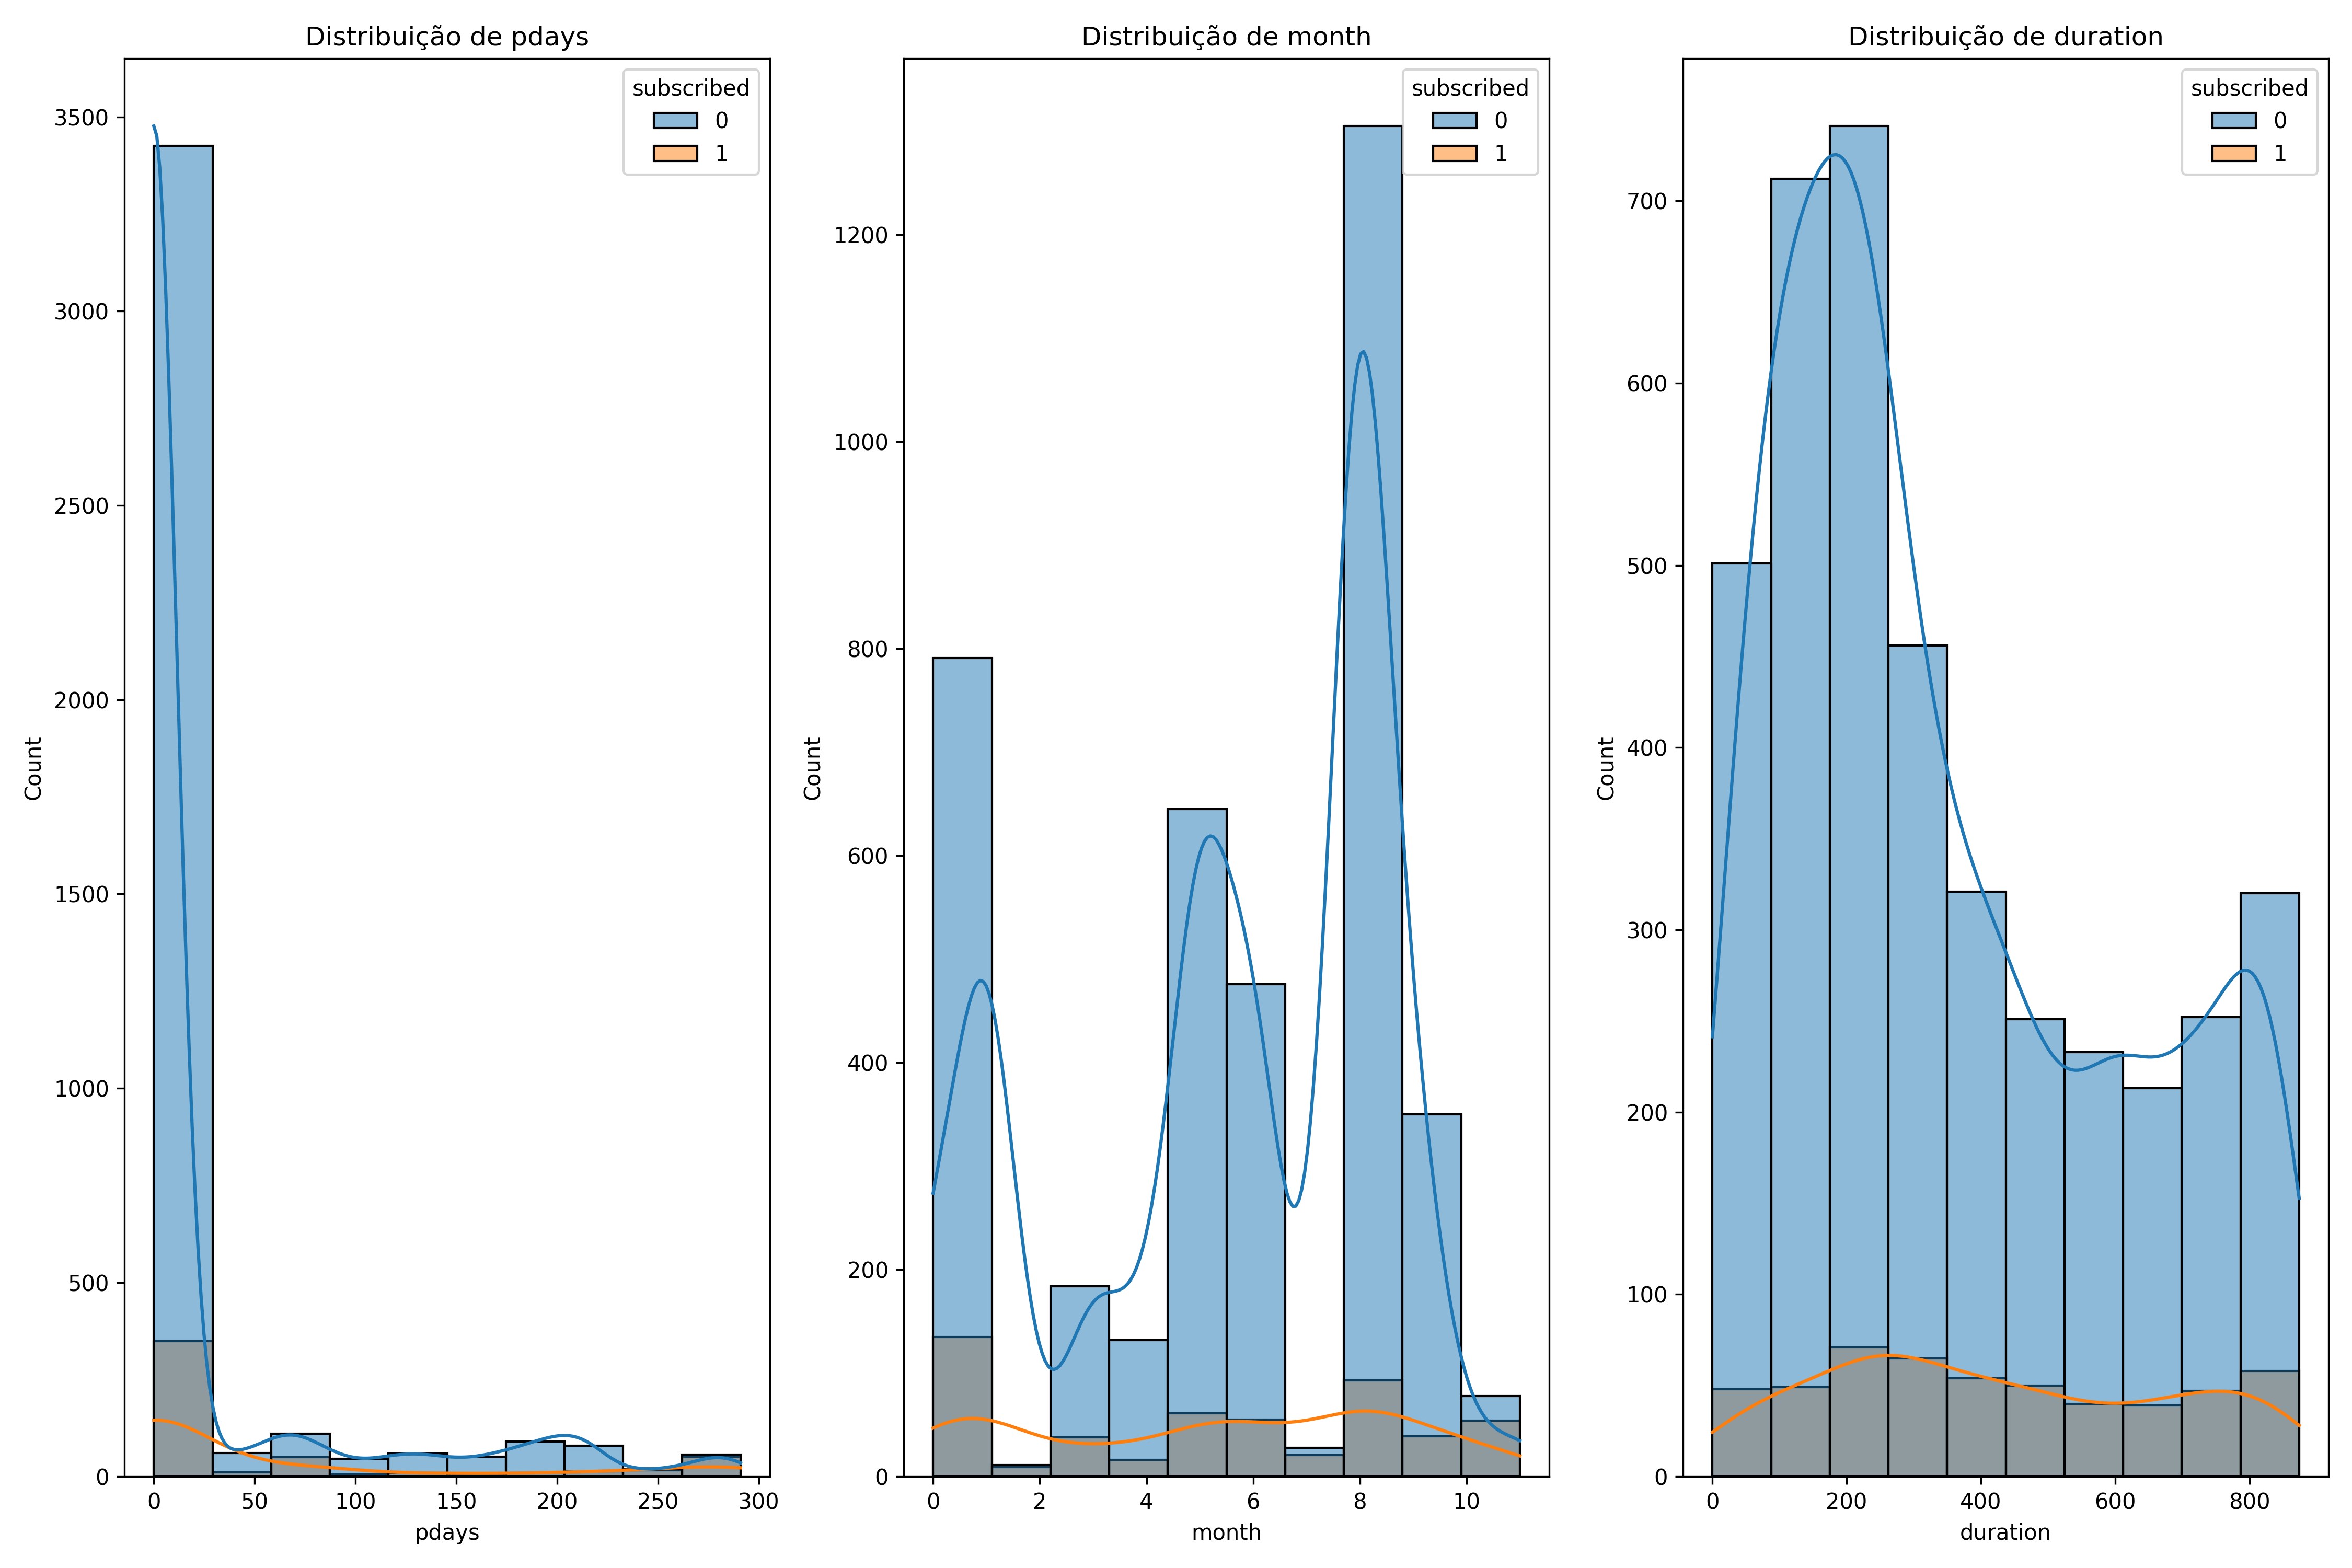 Distribuição de pdays
subscribed
0
1
3500
3000
2500
2000
1500
1000
500
0
Count
0 50 100 150 200 250 300
pdays
Distribuição de month
subscribed
0
1
1200
1000
800
600
400
200
0
Count
0 2 4 6 8 10
month
Distribuição de duration
subscribed
0
1
700
600
500
400
300
200
100
0
Count
0 200 400 600 800
duration